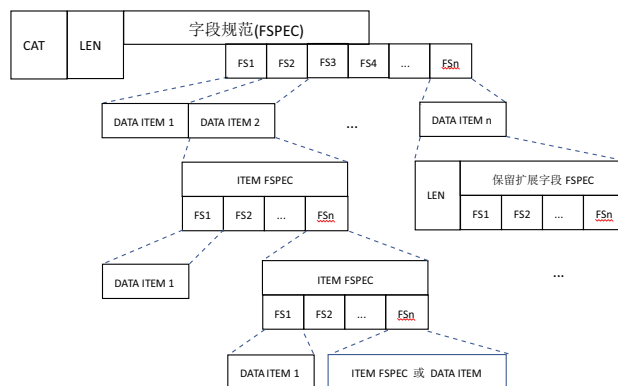 CAT LEN 字段规范(FSPEC)
FS1 FS2 FS3 FS4 ... FSn
DATA ITEM 1 DATA ITEM 2 ... DATA ITEM n
ITEM FSPEC
LEN 保留扩展字段 FSPEC
FS1 FS2 ... FSn
FS1 FS2 ... FSn
DATA ITEM 1
ITEM FSPEC
...
FS1 FS2 ... FSn
DATA ITEM 1 ITEM FSPEC 或 DATA ITEM